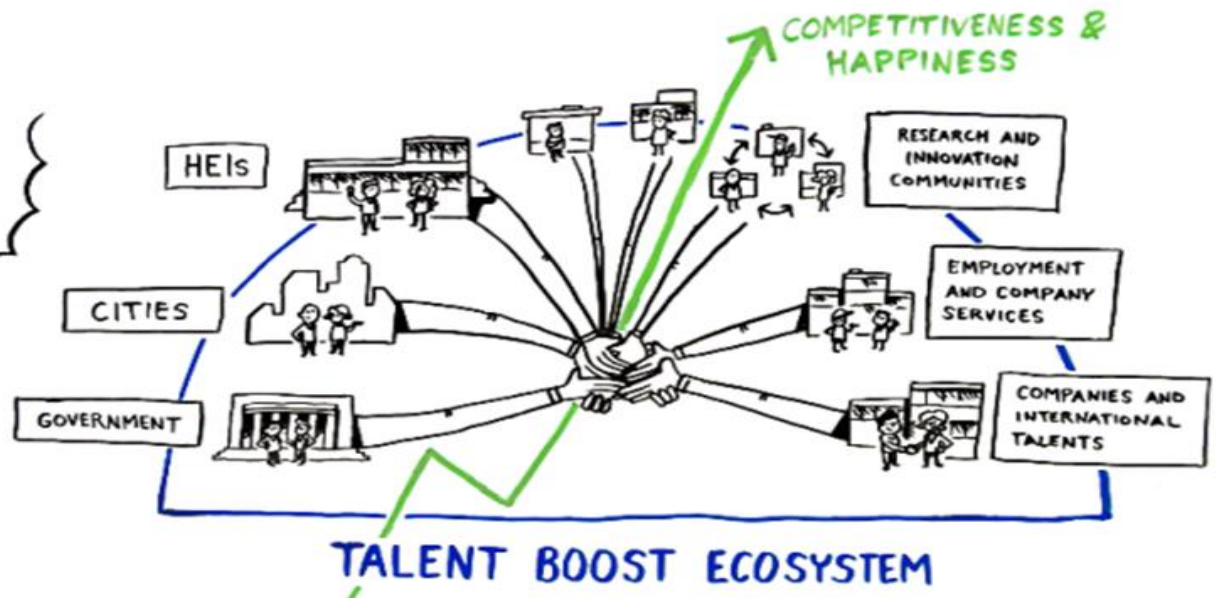 COMPETITIVENESS &
HAPPINESS
HEIs
RESEARCH AND
INNOVATION
COMMUNITIES
CITIES
EMPLOYMENT
AND COMPANY
SERVICES
GOVERNMENT
COMPANIES AND
INTERNATIONAL
TALENTS
TALENT BOOST ECOSYSTEM